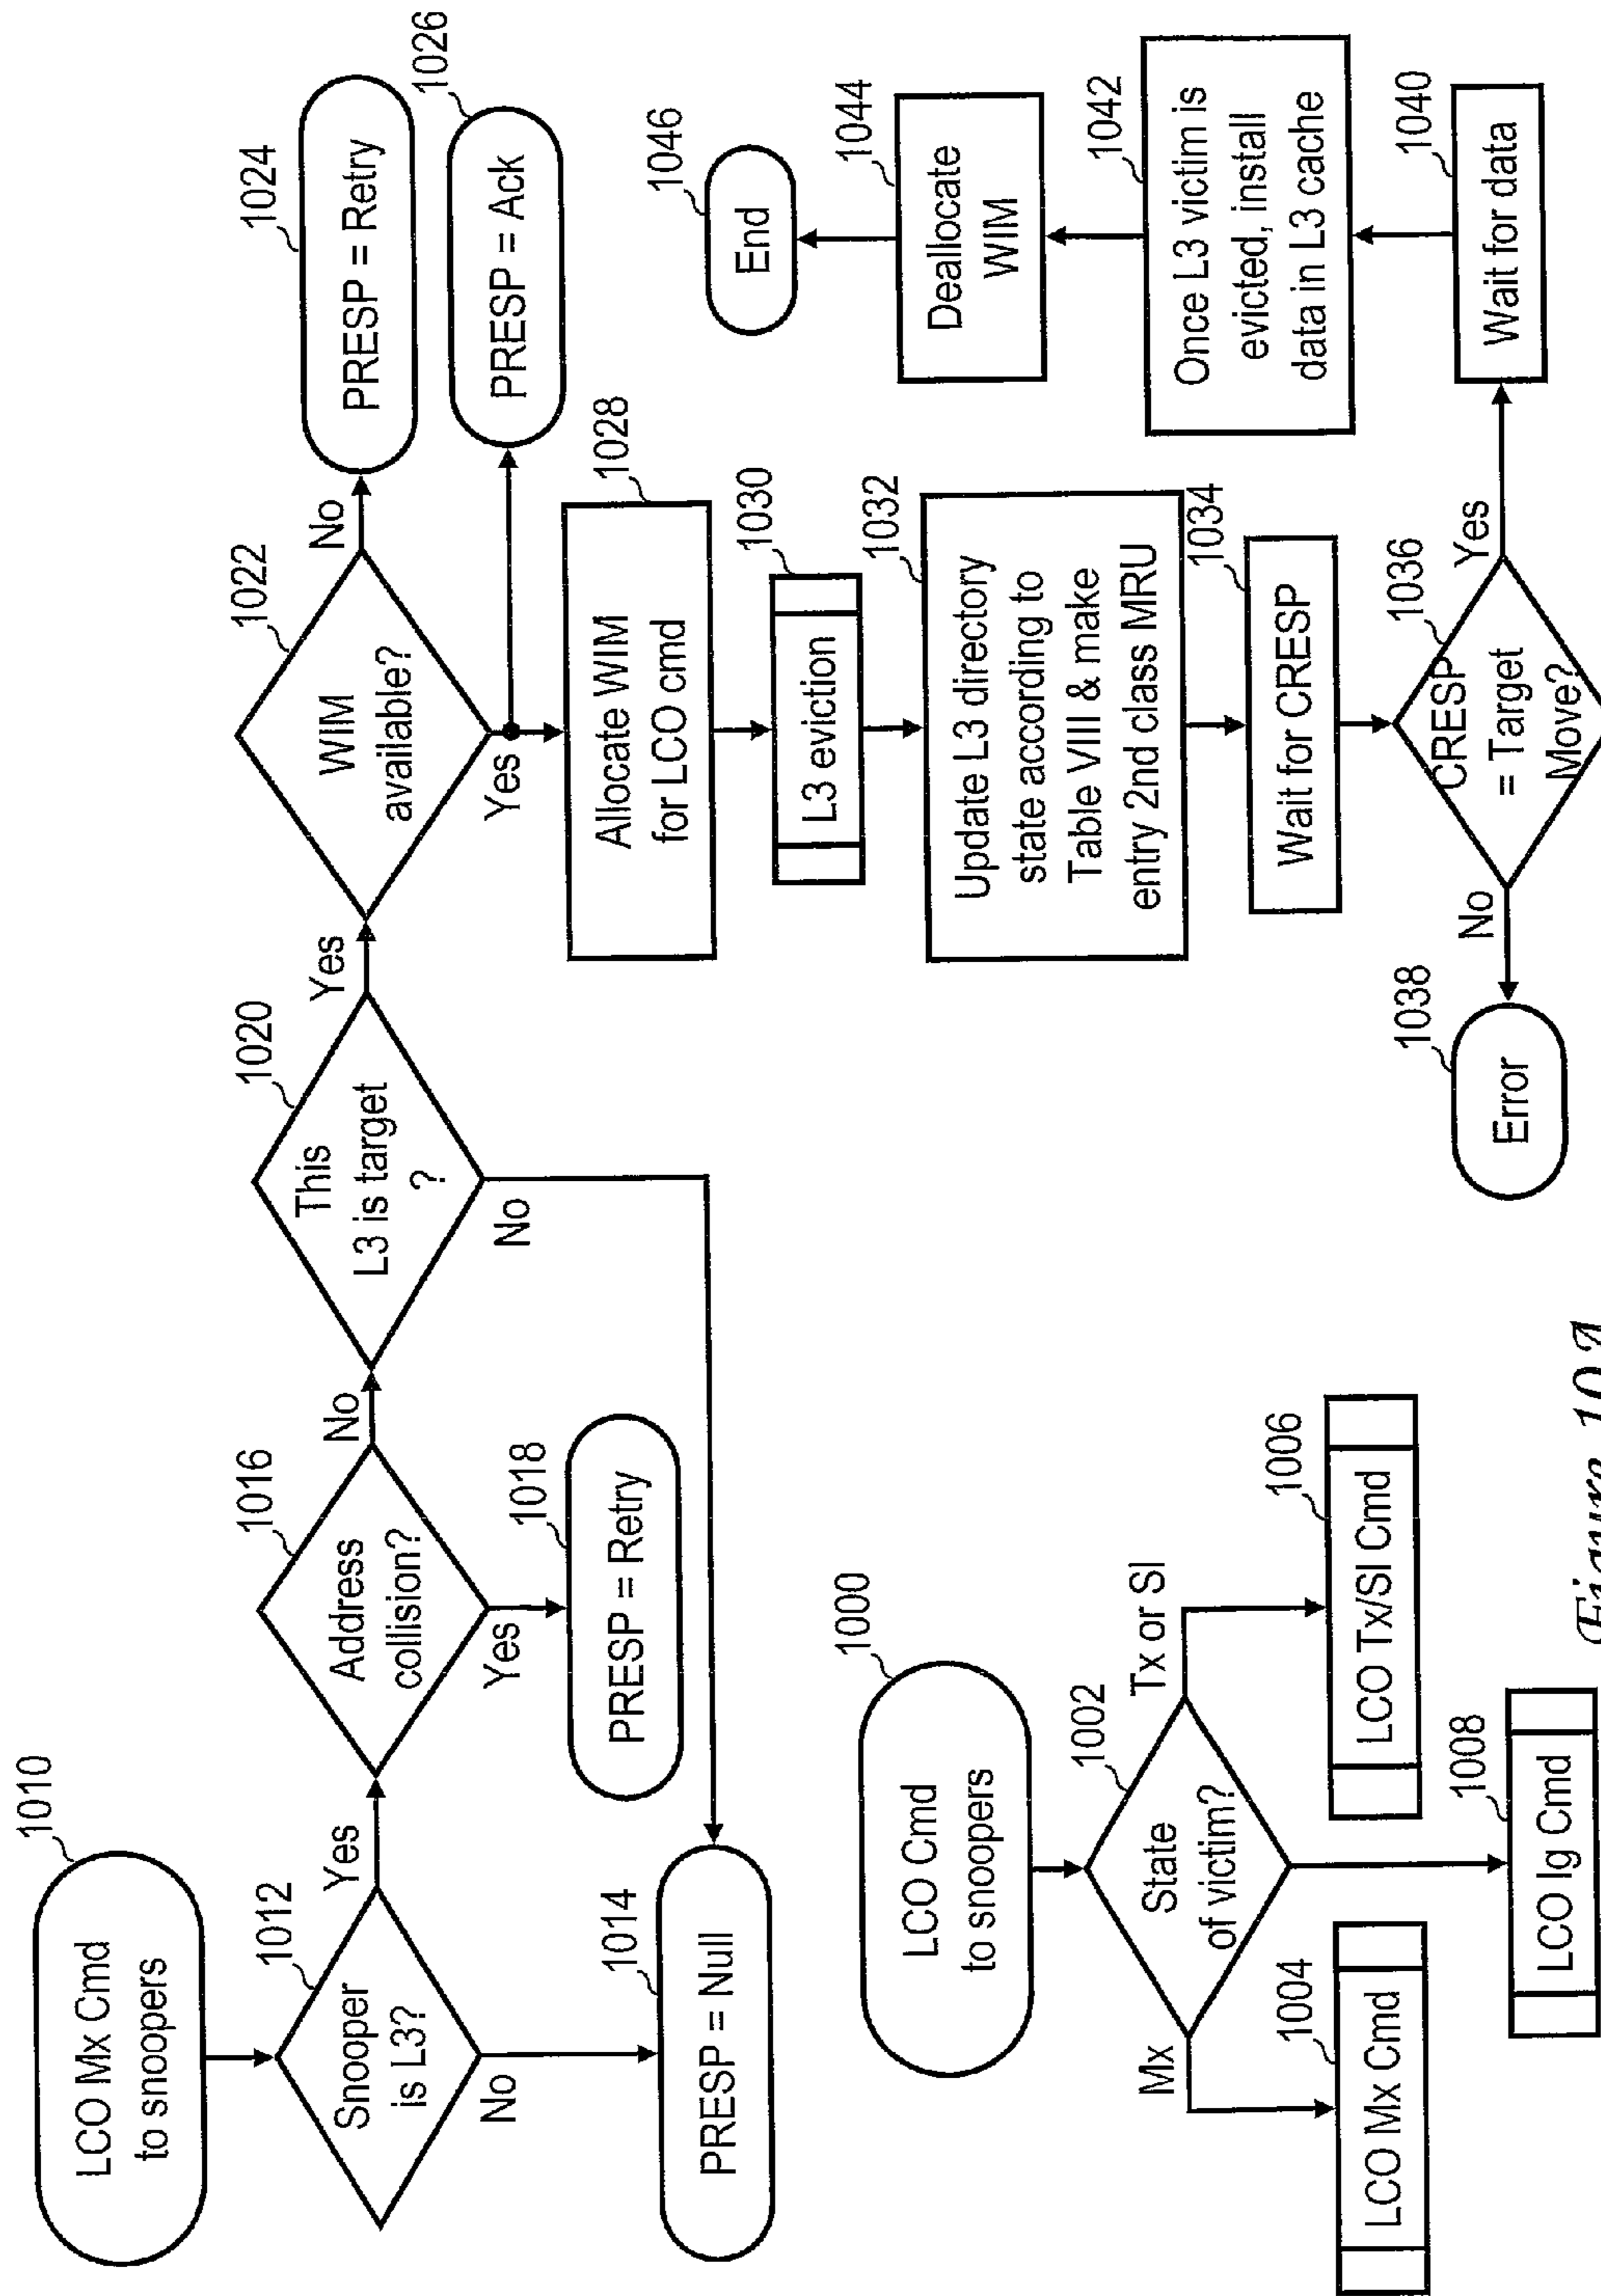 1010
LCO Mx Cmd
to snoopers
1012
Snooper
is L3?
Yes
No
1014
PRESP = Null
1016
Address
collision?
No
Yes
1018
PRESP = Retry
1020
This
L3 is target
?
Yes
No
1022
WIM
available?
No
Yes
1024
PRESP = Retry
1026
PRESP = Ack
1028
Allocate WIM
for LCO cmd
1030
L3 eviction
1032
Update L3 directory
state according to
Table VIII & make
entry 2nd class MRU
1034
Wait for CRESP
1036
CRESP
= Target
Move?
No
Yes
1038
Error
1040
Wait for data
1042
Once L3 victim is
evicted, install
data in L3 cache
1044
Deallocate
WIM
1046
End
1000
LCO Cmd
to snoopers
1002
State
of victim?
Mx
Tx or SI
1004
LCO Mx Cmd
1006
LCO Tx/SI Cmd
1008
LCO Ig Cmd
Figure 10A